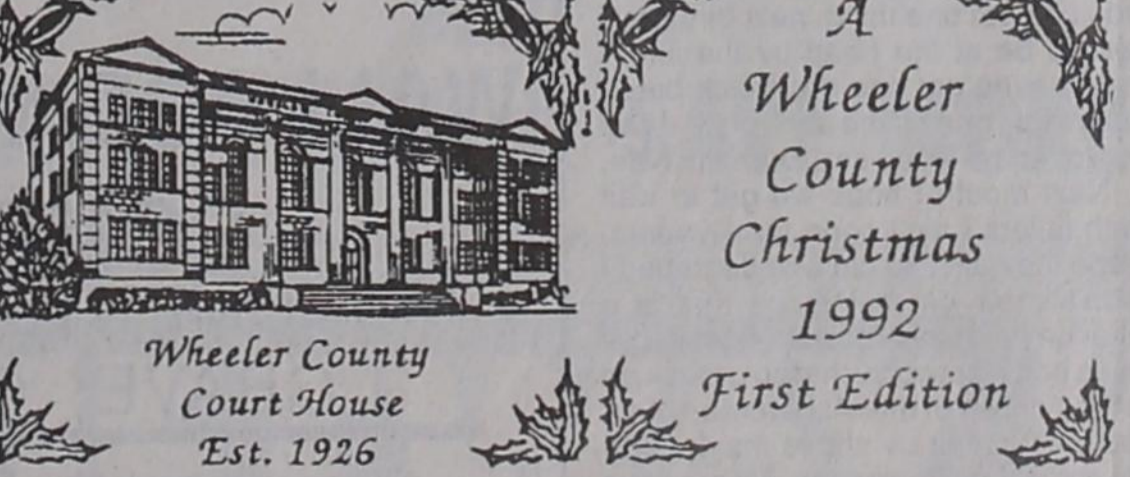 Wheeler County
Court House
Est. 1926
A
Wheeler
County
Christmas
1992
First Edition